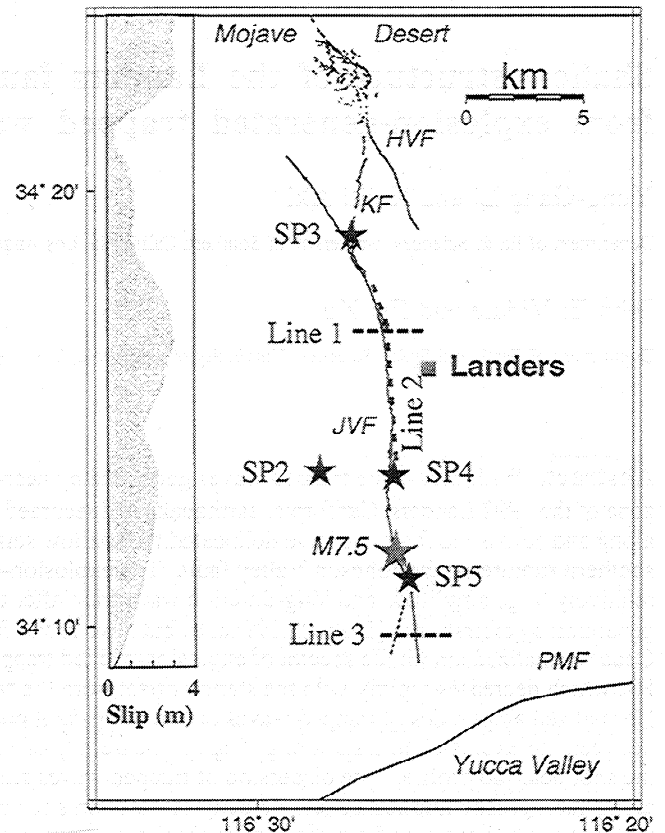 Mojave Desert
km
0 5
HVF
34° 20
KF
SP3
Line 1
Landers
Line 2
JVF
SP2
SP4
M7.5
SP5
34° 10
Line 3
PMF
0 4
Slip (m)
Yucca Valley
116° 30
116° 20